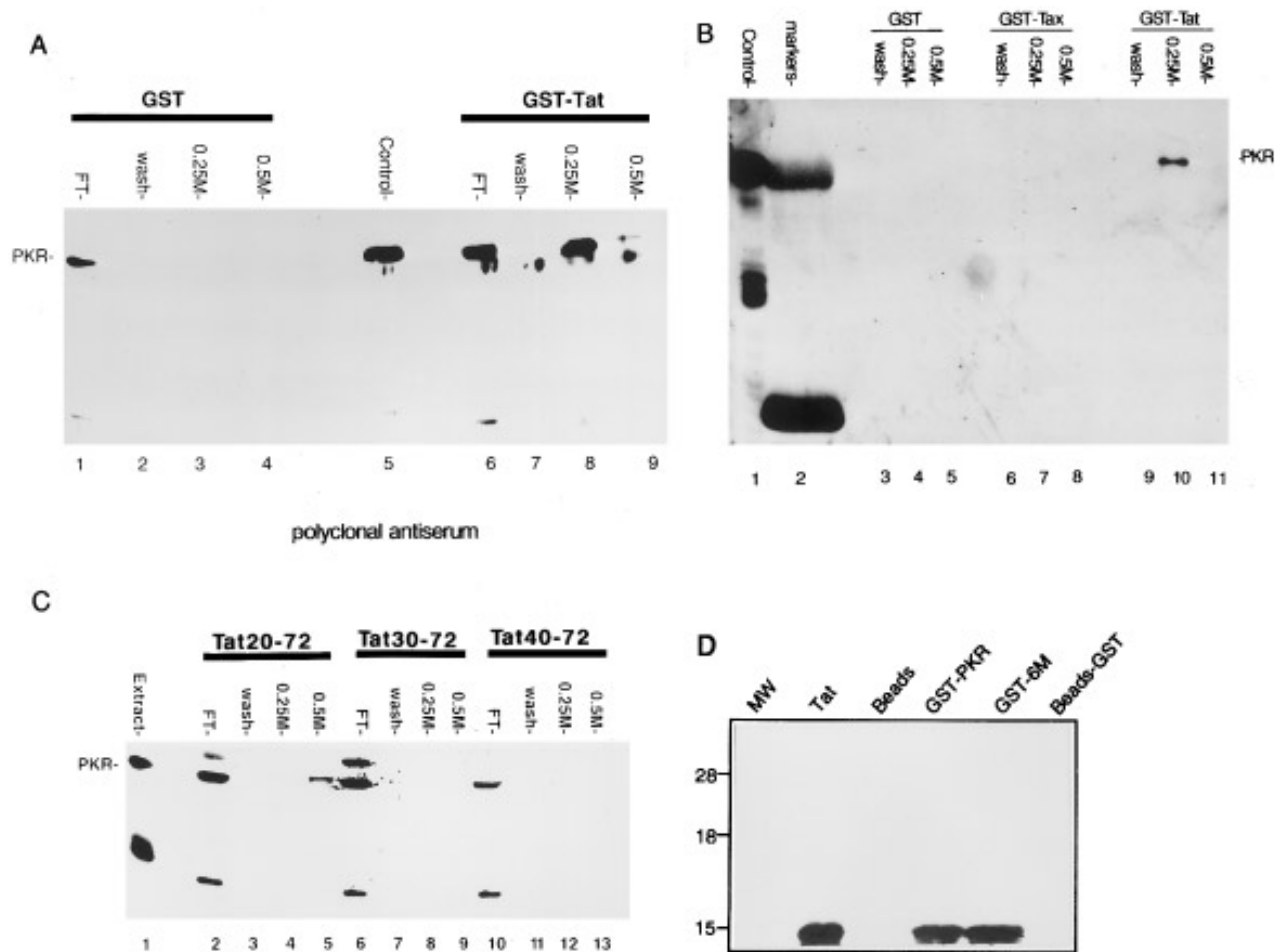 A
GST
GST-Tat
FT-
wash-
0.25M-
0.5M-
Control-
FT-
wash-
0.25M-
0.5M-
PKR-
1 2 3 4 5 6 7 8 9
polyclonal antiserum
B
GST
GST-Tax
GST-Tat
Control-
markers-
wash-
0.25M-
0.5M-
wash-
0.25M-
0.5M-
wash-
0.25M-
0.5M-
-PKR
1 2 3 4 5 6 7 8 9 10 11
C
Tat20-72
Tat30-72
Tat40-72
Extract-
FT-
wash-
0.25M-
0.5M-
FT-
wash-
0.25M-
0.5M-
FT-
wash-
0.25M-
0.5M-
PKR-
1 2 3 4 5 6 7 8 9 10 11 12 13
D
MW
Tat
Beads
GST-PKR
GST-6M
Beads-GST
28
18
15